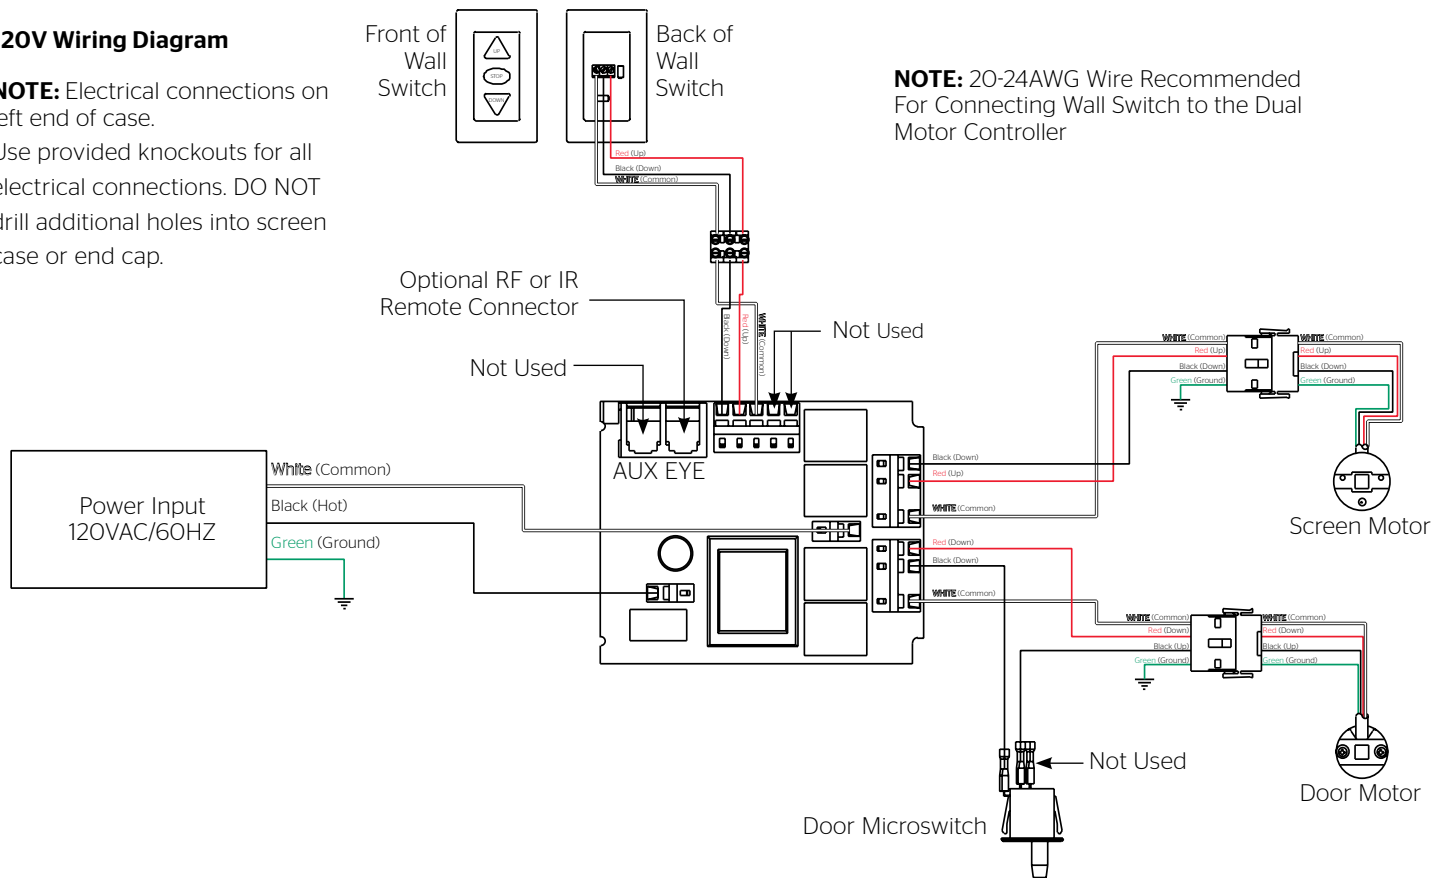 20V Wiring Diagram
NOTE: Electrical connections on
left end of case.
Use provided knockouts for all
electrical connections. DO NOT
drill additional holes into screen
case or end cap.
Front of
Wall
Switch
UP
STOP
DOWN
Back of
Wall
Switch
NOTE: 20-24AWG Wire Recommended
For Connecting Wall Switch to the Dual
Motor Controller
Red (Up)
Black (Down)
WHITE (Common)
Optional RF or IR
Remote Connector
Not Used
Black (Down)
Red (Up)
WHITE (Common)
Not Used
AUX EYE
Power Input
120VAC/60HZ
White (Common)
Black (Hot)
Green (Ground)
Black (Down)
Red (Up)
WHITE (Common)
Red (Down)
Black (Down)
WHITE (Common)
WHITE (Common)
Red (Up)
Black (Down)
Green (Ground)
WHITE (Common)
Red (Up)
Black (Down)
Green (Ground)
Screen Motor
WHITE (Common)
Red (Down)
Black (Up)
Green (Ground)
WHITE (Common)
Red (Down)
Black (Up)
Green (Ground)
Door Motor
Not Used
Door Microswitch